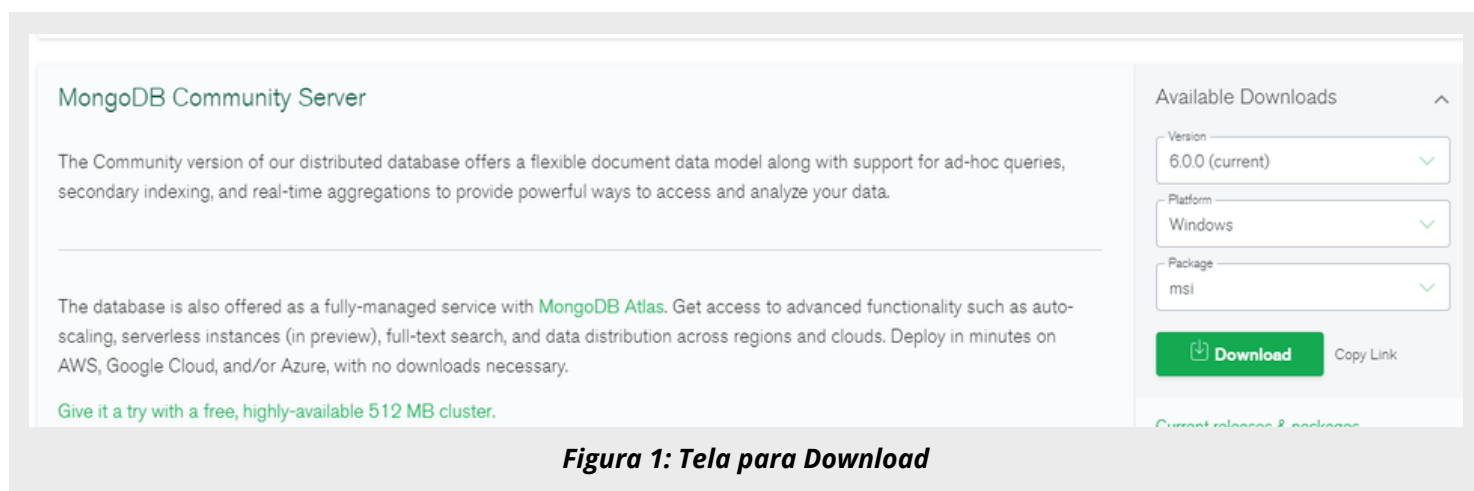 MongoDB Community Server
The Community version of our distributed database offers a flexible document data model along with support for ad-hoc queries,
secondary indexing, and real-time aggregations to provide powerful ways to access and analyze your data.
The database is also offered as a fully-managed service with MongoDB Atlas. Get access to advanced functionality such as auto-
scaling, serverless instances (in preview), full-text search, and data distribution across regions and clouds. Deploy in minutes on
AWS, Google Cloud, and/or Azure, with no downloads necessary.
Give it a try with a free, highly-available 512 MB cluster.
Available Downloads
Version
6.0.0 (current)
Platform
Windows
Package
msi
Download Copy Link
Current releases & packages
Figura 1: Tela para Download